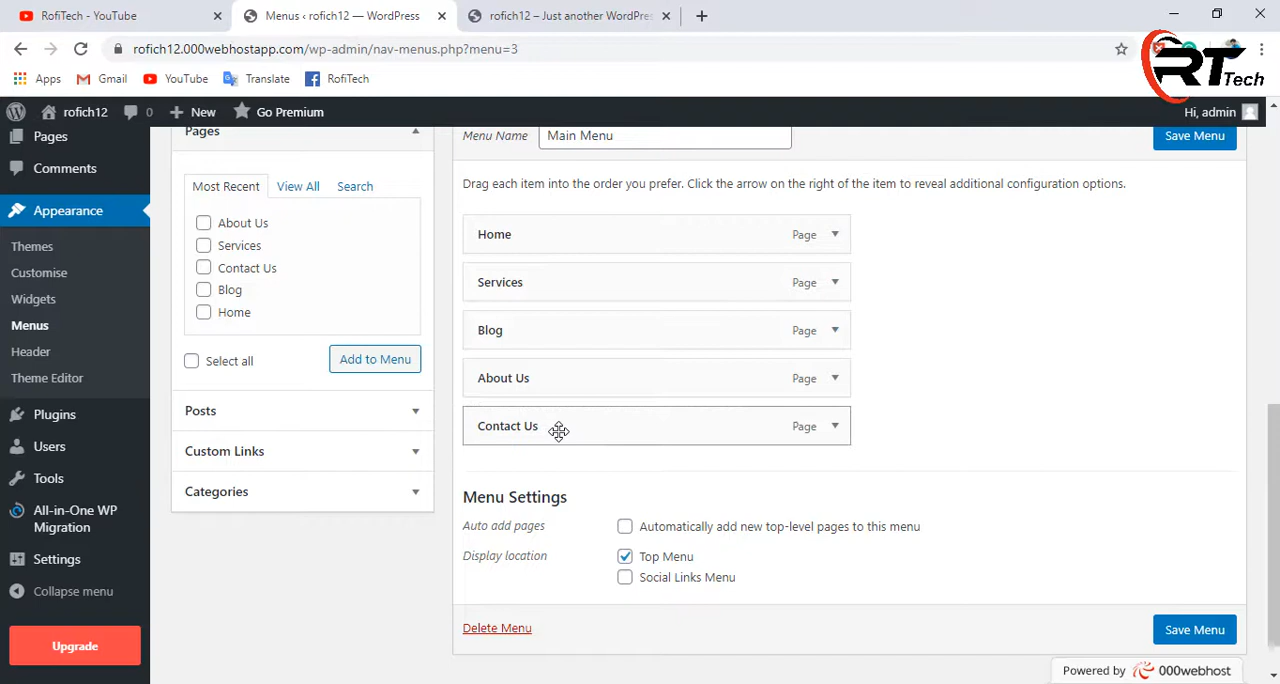 RofiTech - YouTube
Menus ‹ rofich12 — WordPress
rofich12 – Just another WordPres
rofich12.000webhostapp.com/wp-admin/nav-menus.php?menu=3
Apps
Gmail
YouTube
Translate
RofiTech
RT Tech
rofich12
0
New
Go Premium
Hi, admin
Pages
Comments
Appearance
Themes
Customise
Widgets
Menus
Header
Theme Editor
Plugins
Users
Tools
All-in-One WP
Migration
Settings
Collapse menu
Upgrade
Pages
Most Recent
View All
Search
About Us
Services
Contact Us
Blog
Home
Select all
Add to Menu
Posts
Custom Links
Categories
Menu Name
Main Menu
Save Menu
Drag each item into the order you prefer. Click the arrow on the right of the item to reveal additional configuration options.
Home Page
Services Page
Blog Page
About Us Page
Contact Us Page
Menu Settings
Auto add pages
Automatically add new top-level pages to this menu
Display location
Top Menu
Social Links Menu
Delete Menu
Save Menu
Powered by 000webhost